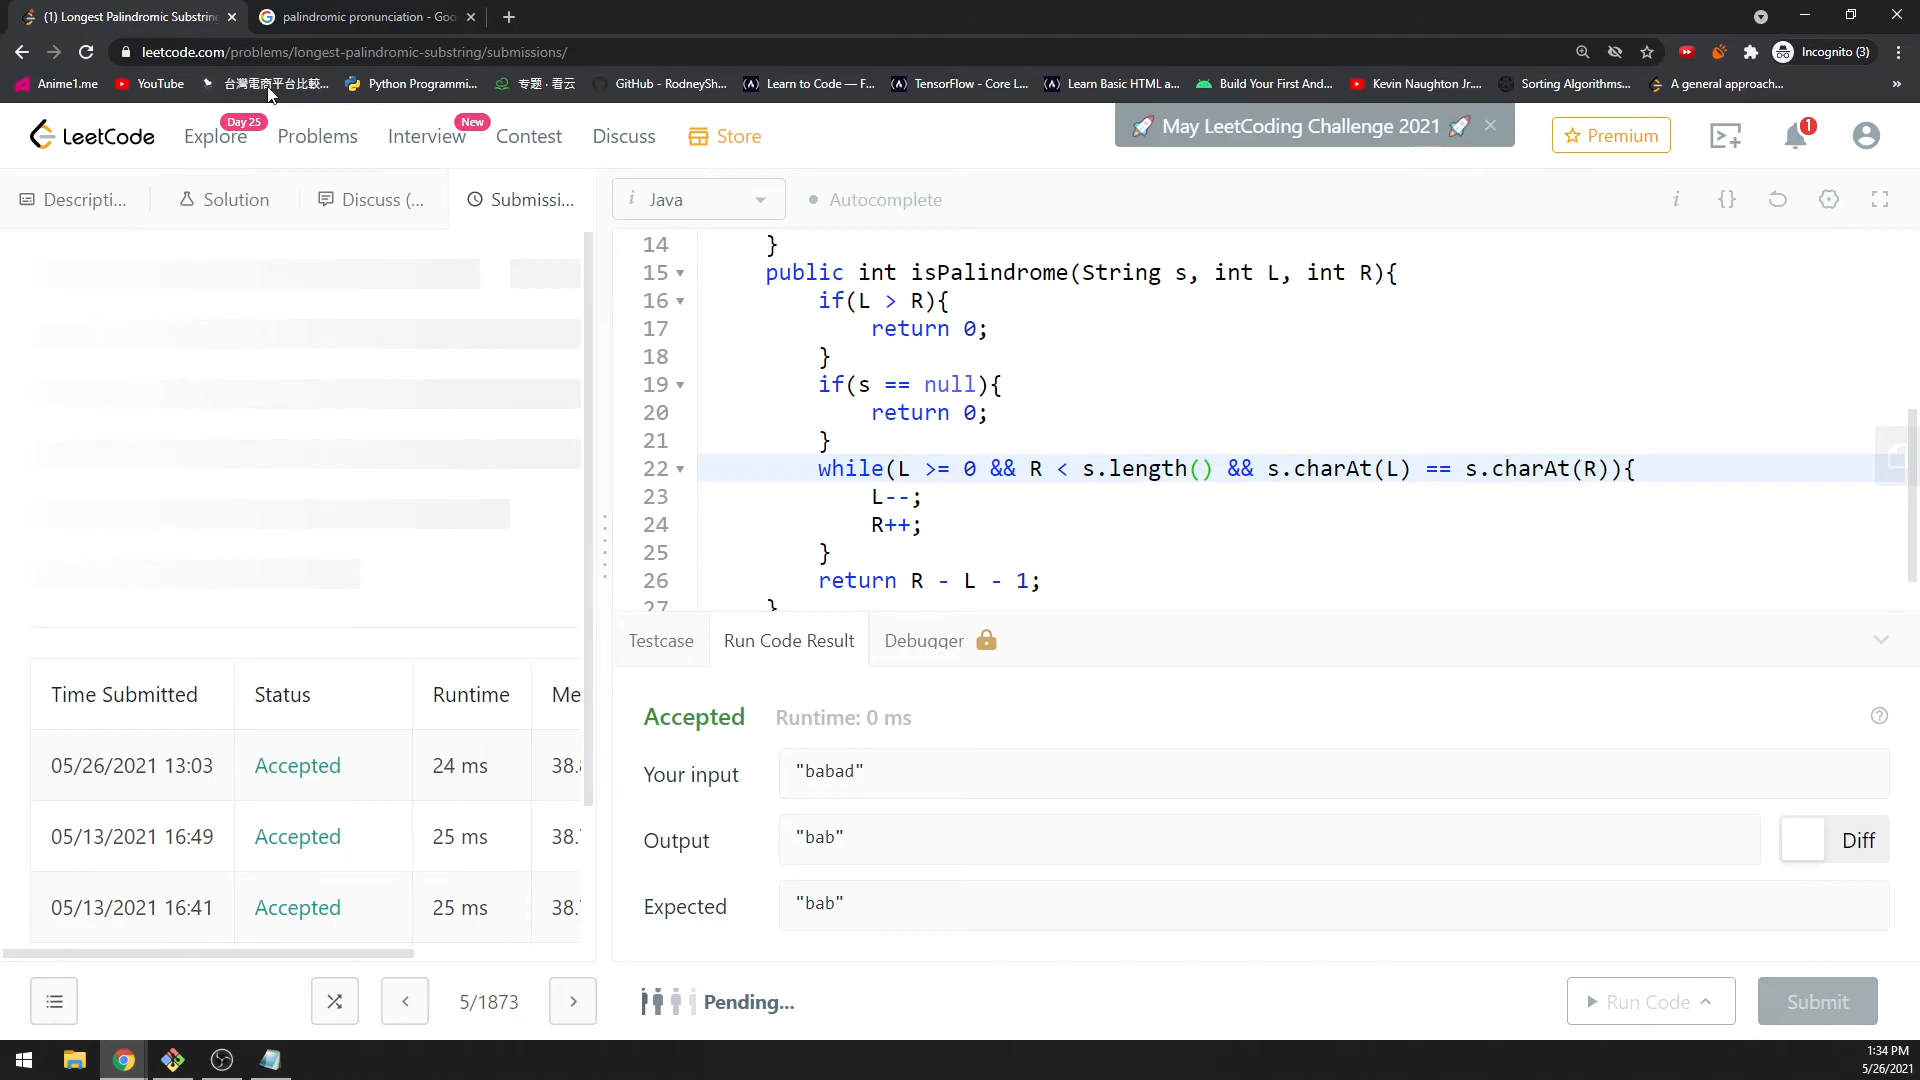 (1) Longest Palindromic Substring
palindromic pronunciation - Goo
leetcode.com/problems/longest-palindromic-substring/submissions/
Incognito (3)
Anime1.me
YouTube
台灣電商平台比較...
Python Programmi...
专题 · 看云
GitHub - RodneySh...
Learn to Code — F...
TensorFlow - Core L...
Learn Basic HTML a...
Build Your First And...
Kevin Naughton Jr....
Sorting Algorithms...
A general approach...
»
LeetCode
Explore
Day 25
Problems
Interview
New
Contest
Discuss
Store
🚀 May LeetCoding Challenge 2021 🚀
Premium
1
Descripti...
Solution
Discuss (...
Submissi...
i Java
Autocomplete
i {}
14 }
15 public int isPalindrome(String s, int L, int R){
16 if(L > R){
17 return 0;
18 }
19 if(s == null){
20 return 0;
21 }
22 while(L >= 0 && R < s.length() && s.charAt(L) == s.charAt(R)){
23 L--;
24 R++;
25 }
26 return R - L - 1;
27 }
Testcase
Run Code Result
Debugger
Accepted Runtime: 0 ms
Your input "babad"
Output "bab"
Diff
Expected "bab"
Time Submitted Status Runtime Me
05/26/2021 13:03 Accepted 24 ms 38.8
05/13/2021 16:49 Accepted 25 ms 38.
05/13/2021 16:41 Accepted 25 ms 38.
5/1873
Pending...
Run Code
Submit
1:34 PM
5/26/2021